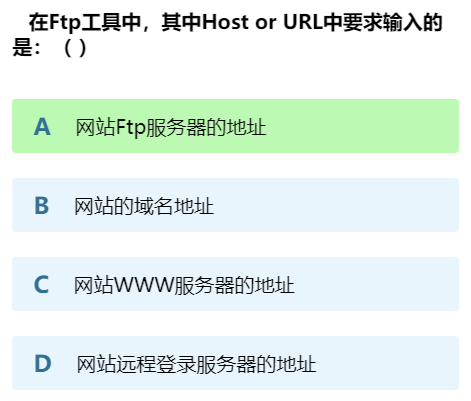 在Ftp工具中，其中Host or URL中要求输入的
是：（ ）
A 网站Ftp服务器的地址
B 网站的域名地址
C 网站WWW服务器的地址
D 网站远程登录服务器的地址